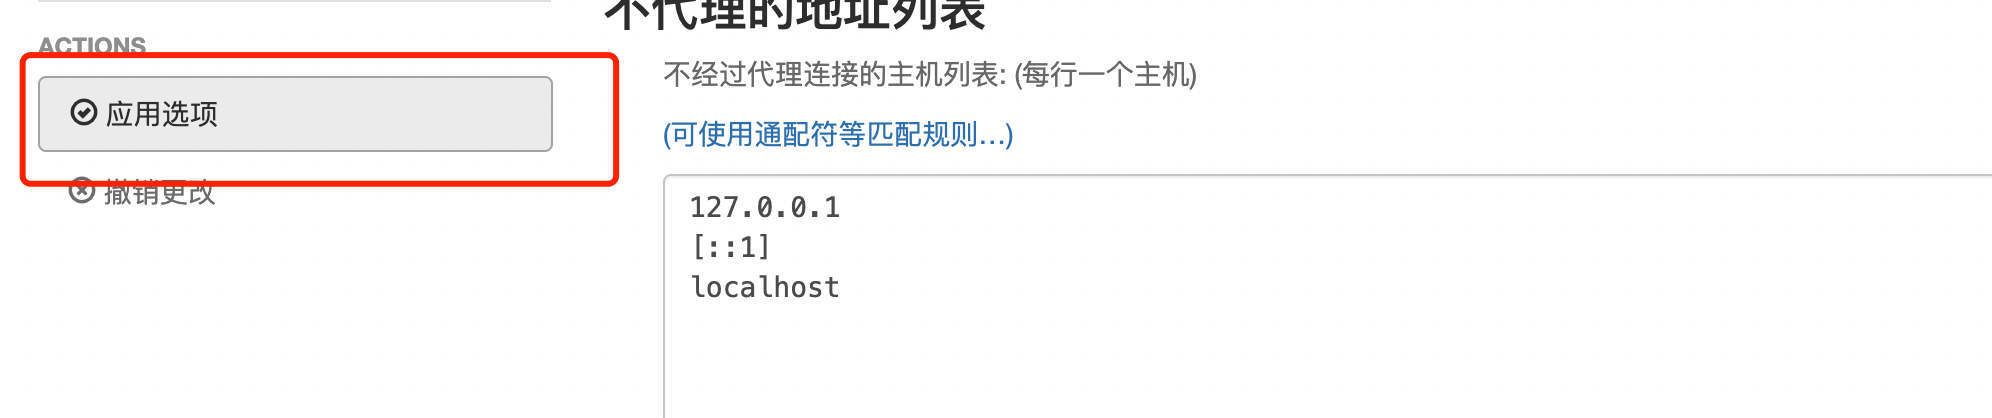 不代理的地址列表
ACTIONS
应用选项
撤销更改
不经过代理连接的主机列表: (每行一个主机)
(可使用通配符等匹配规则…)
127.0.0.1
[::1]
localhost